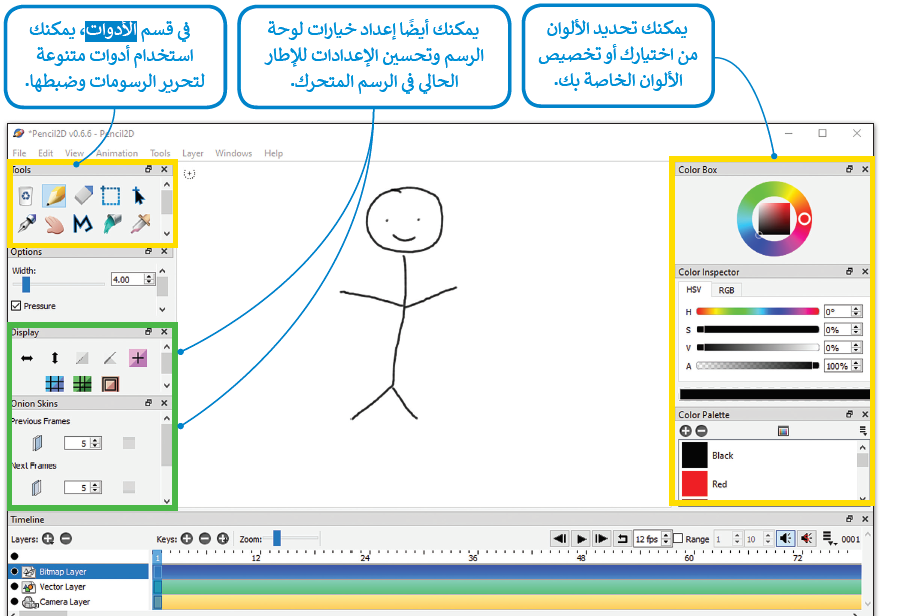 في قسم الأدوات، يمكنك
استخدام أدوات متنوعة
لتحرير الرسومات وضبطها.
يمكنك أيضًا إعداد خيارات لوحة
الرسم وتحسين الإعدادات للإطار
الحالي في الرسم المتحرك.
يمكنك تحديد الألوان
من اختيارك أو تخصيص
الألوان الخاصة بك.
*Pencil2D v0.6.6 - Pencil2D
File Edit View Animation Tools Layer Windows Help
Tools
Options
Width:
4.00
Pressure
Display
Onion Skins
Previous Frames
5
Next Frames
5
Color Box
Color Inspector
HSV RGB
H 0°
S 0%
V 0%
A 100%
Color Palette
Black
Red
Timeline
Layers: Keys: Zoom: 12 fps Range 1 10 0001
1 12 24 36 48 60 72
Bitmap Layer
Vector Layer
Camera Layer